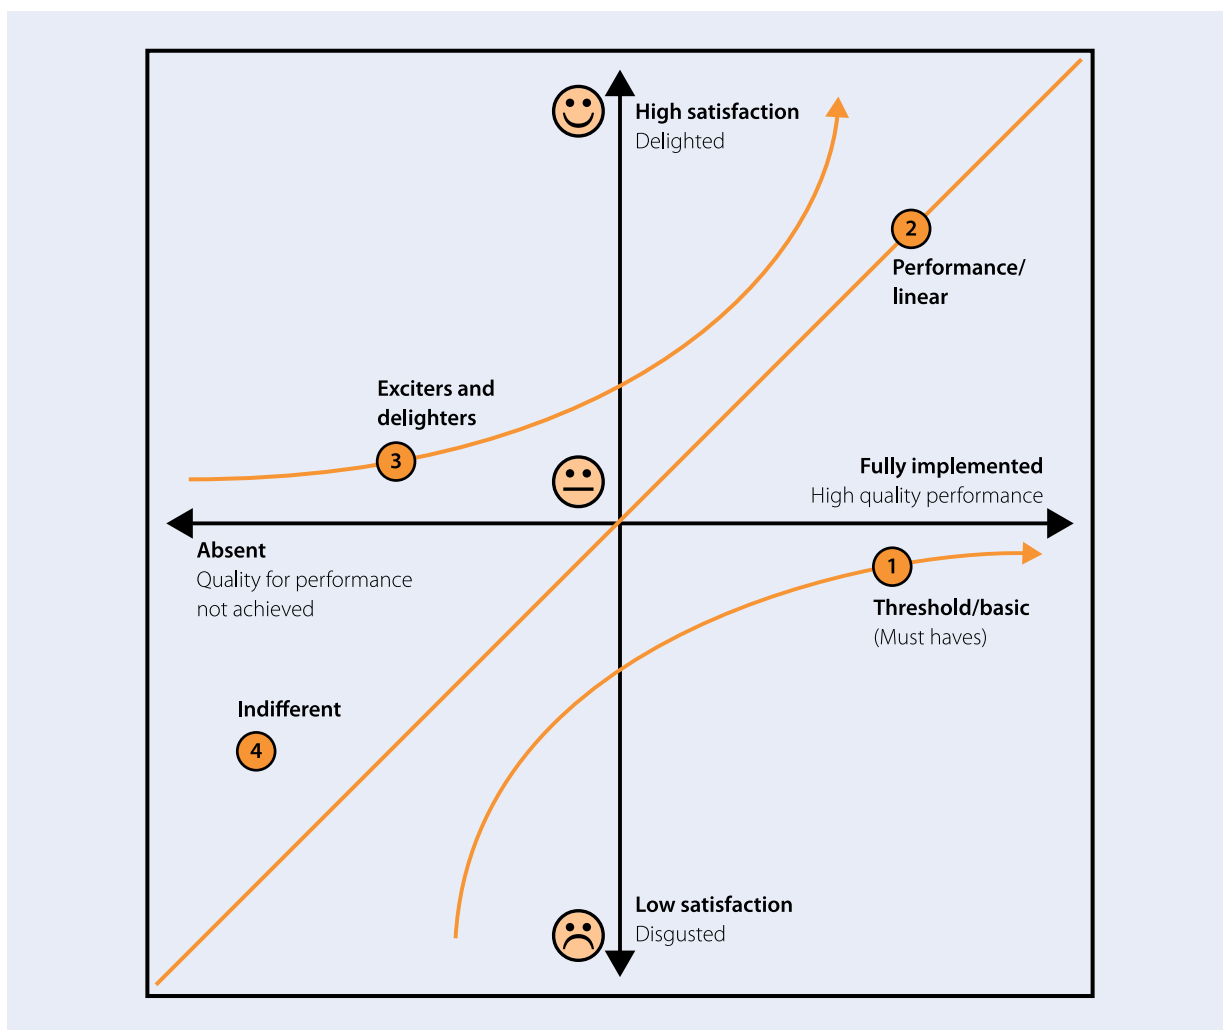 High satisfaction
Delighted
2
Performance/
linear
Exciters and
delighters
3
Fully implemented
High quality performance
Absent
Quality for performance
not achieved
1
Threshold/basic
(Must haves)
Indifferent
4
Low satisfaction
Disgusted